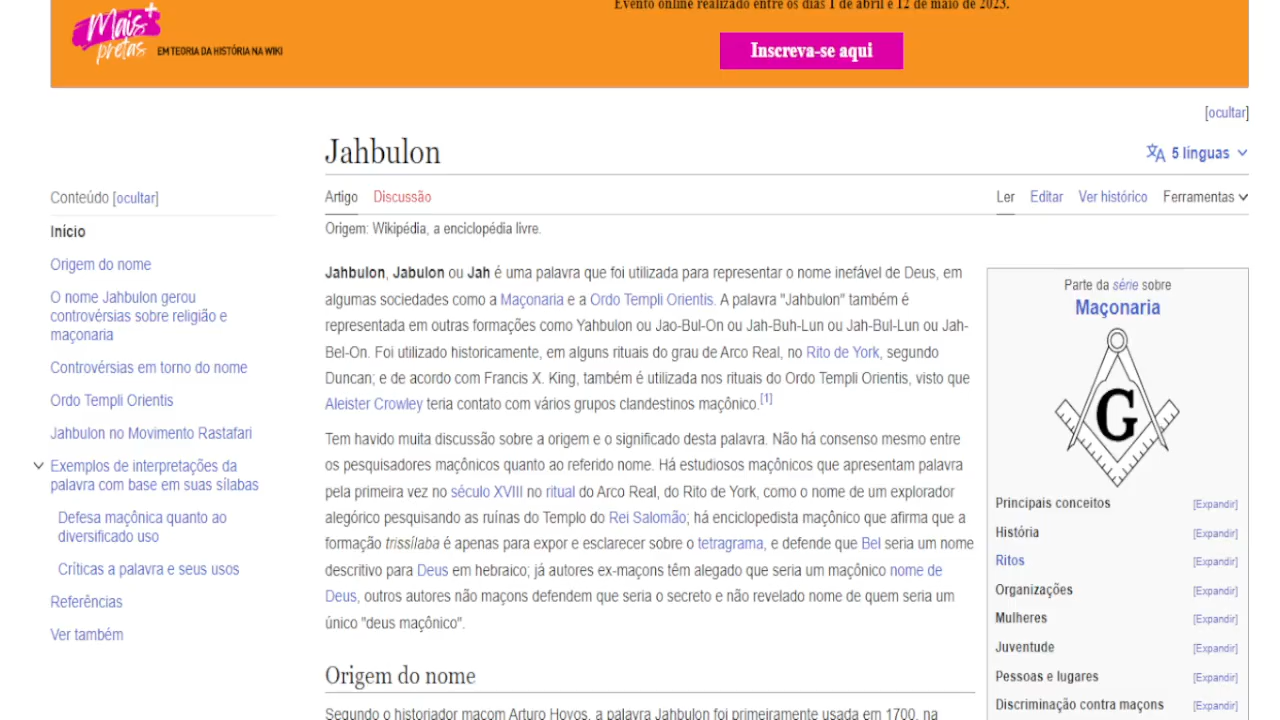 Evento online realizado entre os dias 1 de abril e 12 de maio de 2023.
Mais+
pretas EM TEORIA DA HISTÓRIA NA WIKI
Inscreva-se aqui
[ocultar]
Jahbulon
5 línguas
Artigo Discussão
Ler Editar Ver histórico Ferramentas
Origem: Wikipédia, a enciclopédia livre.
Conteúdo [ocultar]
Início
Origem do nome
O nome Jahbulon gerou
controvérsias sobre religião e
maçonaria
Controvérsias em torno do nome
Ordo Templi Orientis
Jahbulon no Movimento Rastafari
Exemplos de interpretações da
palavra com base em suas sílabas
Defesa maçônica quanto ao
diversificado uso
Críticas a palavra e seus usos
Referências
Ver também
Jahbulon, Jabulon ou Jah é uma palavra que foi utilizada para representar o nome inefável de Deus, em
algumas sociedades como a Maçonaria e a Ordo Templi Orientis. A palavra "Jahbulon" também é
representada em outras formações como Yahbulon ou Jao-Bul-On ou Jah-Buh-Lun ou Jah-Bul-Lun ou Jah-
Bel-On. Foi utilizado historicamente, em alguns rituais do grau de Arco Real, no Rito de York, segundo
Duncan; e de acordo com Francis X. King, também é utilizada nos rituais do Ordo Templi Orientis, visto que
Aleister Crowley teria contato com vários grupos clandestinos maçônico.[1]
Tem havido muita discussão sobre a origem e o significado desta palavra. Não há consenso mesmo entre
os pesquisadores maçônicos quanto ao referido nome. Há estudiosos maçônicos que apresentam palavra
pela primeira vez no século XVIII no ritual do Arco Real, do Rito de York, como o nome de um explorador
alegórico pesquisando as ruínas do Templo do Rei Salomão; há enciclopedista maçônico que afirma que a
formação trissílaba é apenas para expor e esclarecer sobre o tetragrama, e defende que Bel seria um nome
descritivo para Deus em hebraico; já autores ex-maçons têm alegado que seria um maçônico nome de
Deus, outros autores não maçons defendem que seria o secreto e não revelado nome de quem seria um
único "deus maçônico".
Origem do nome
Segundo o historiador maçom Arturo Hoyos, a palavra Jahbulon foi primeiramente usada em 1700, na
Parte da série sobre
Maçonaria
G
Principais conceitos [Expandir]
História [Expandir]
Ritos [Expandir]
Organizações [Expandir]
Mulheres [Expandir]
Juventude [Expandir]
Pessoas e lugares [Expandir]
Discriminação contra maçons [Expandir]